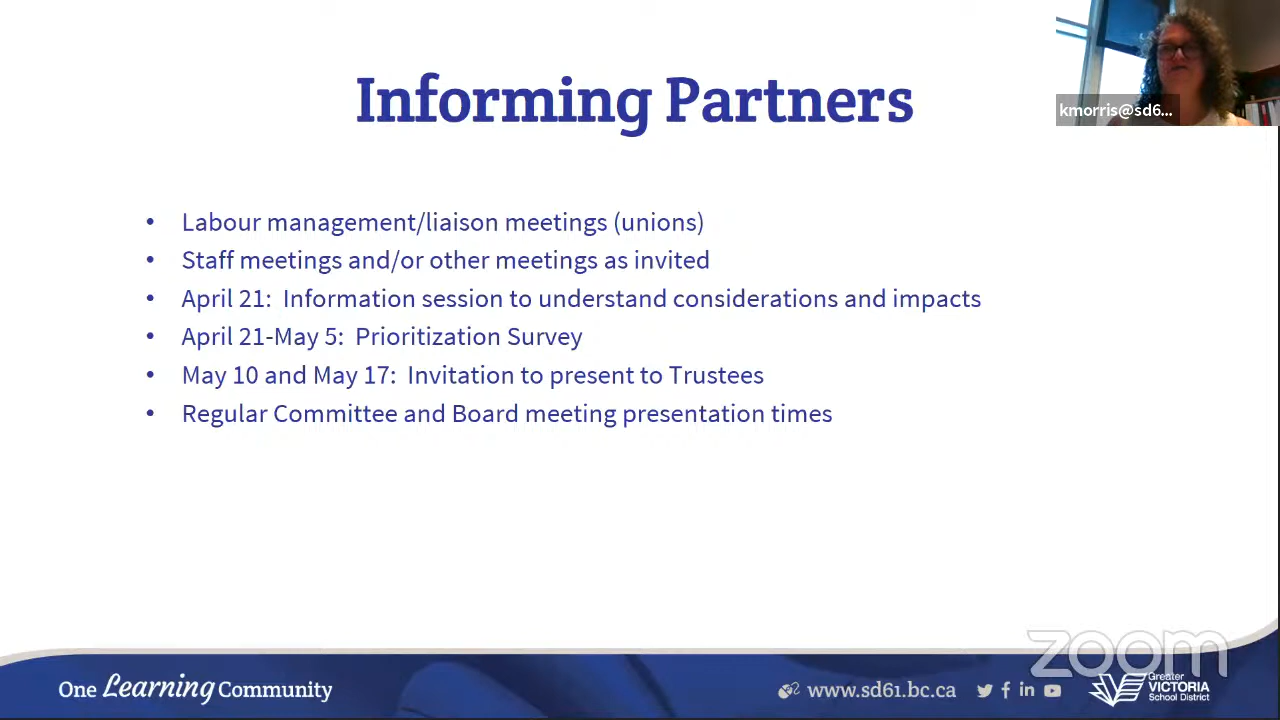 Informing Partners
kmorris@sd6...
• Labour management/liaison meetings (unions)
• Staff meetings and/or other meetings as invited
• April 21:  Information session to understand considerations and impacts
• April 21-May 5:  Prioritization Survey
• May 10 and May 17:  Invitation to present to Trustees
• Regular Committee and Board meeting presentation times
zoom
One Learning Community
www.sd61.bc.ca
Greater
VICTORIA
School District